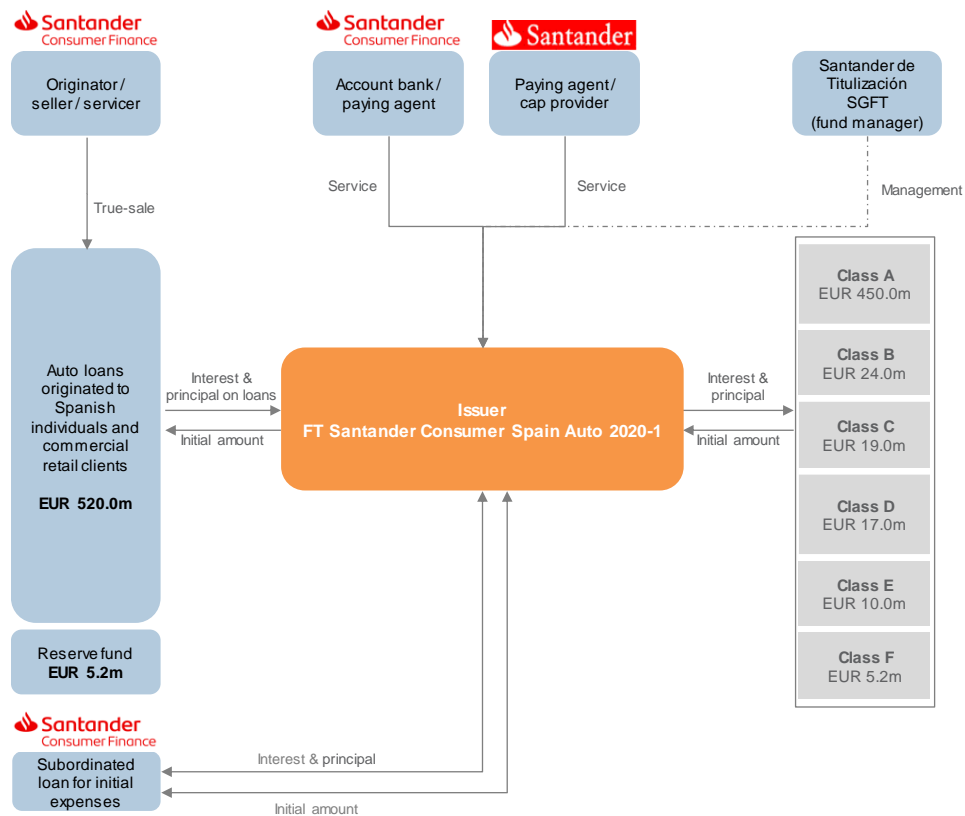 Santander
Consumer Finance
Santander
Consumer Finance
Santander
Originator /
seller / servicer
Account bank /
paying agent
Paying agent /
cap provider
Santander de
Titulización
SGFT
(fund manager)
Service
Service
Management
True-sale
Auto loans
originated to
Spanish
individuals and
commercial
retail clients
EUR 520.0m
Interest &
principal on loans
Initial amount
Issuer
FT Santander Consumer Spain Auto 2020-1
Interest &
principal
Initial amount
Class A
EUR 450.0m
Class B
EUR 24.0m
Class C
EUR 19.0m
Class D
EUR 17.0m
Class E
EUR 10.0m
Class F
EUR 5.2m
Reserve fund
EUR 5.2m
Santander
Consumer Finance
Subordinated
loan for initial
expenses
Interest & principal
Initial amount